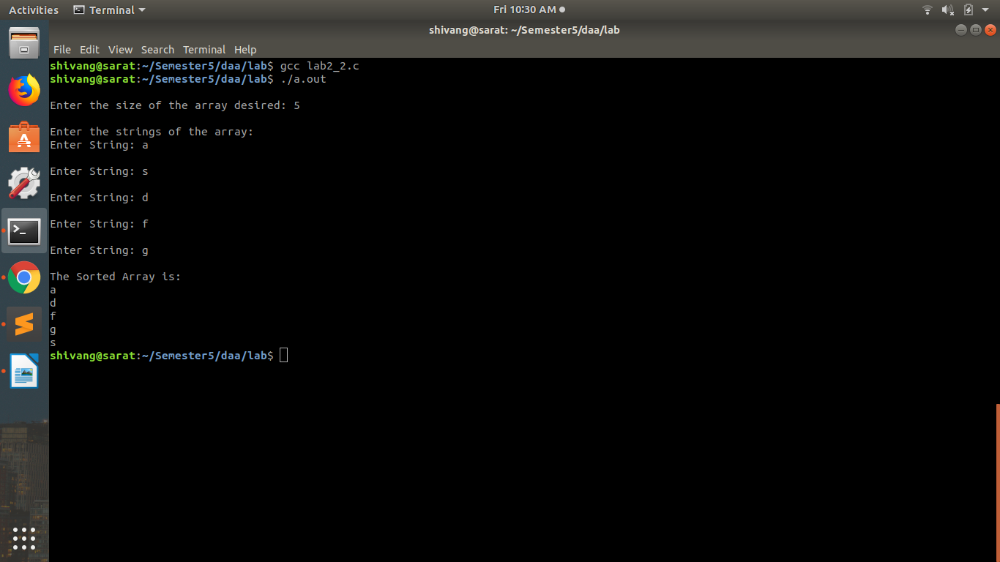 Activities Terminal Fri 10:30 AM
shivang@sarat: ~/Semester5/daa/lab
File Edit View Search Terminal Help
shivang@sarat:~/Semester5/daa/lab$ gcc lab2_2.c
shivang@sarat:~/Semester5/daa/lab$ ./a.out
Enter the size of the array desired: 5
Enter the strings of the array:
Enter String: a
Enter String: s
Enter String: d
Enter String: f
Enter String: g
The Sorted Array is:
a
d
f
g
s
shivang@sarat:~/Semester5/daa/lab$